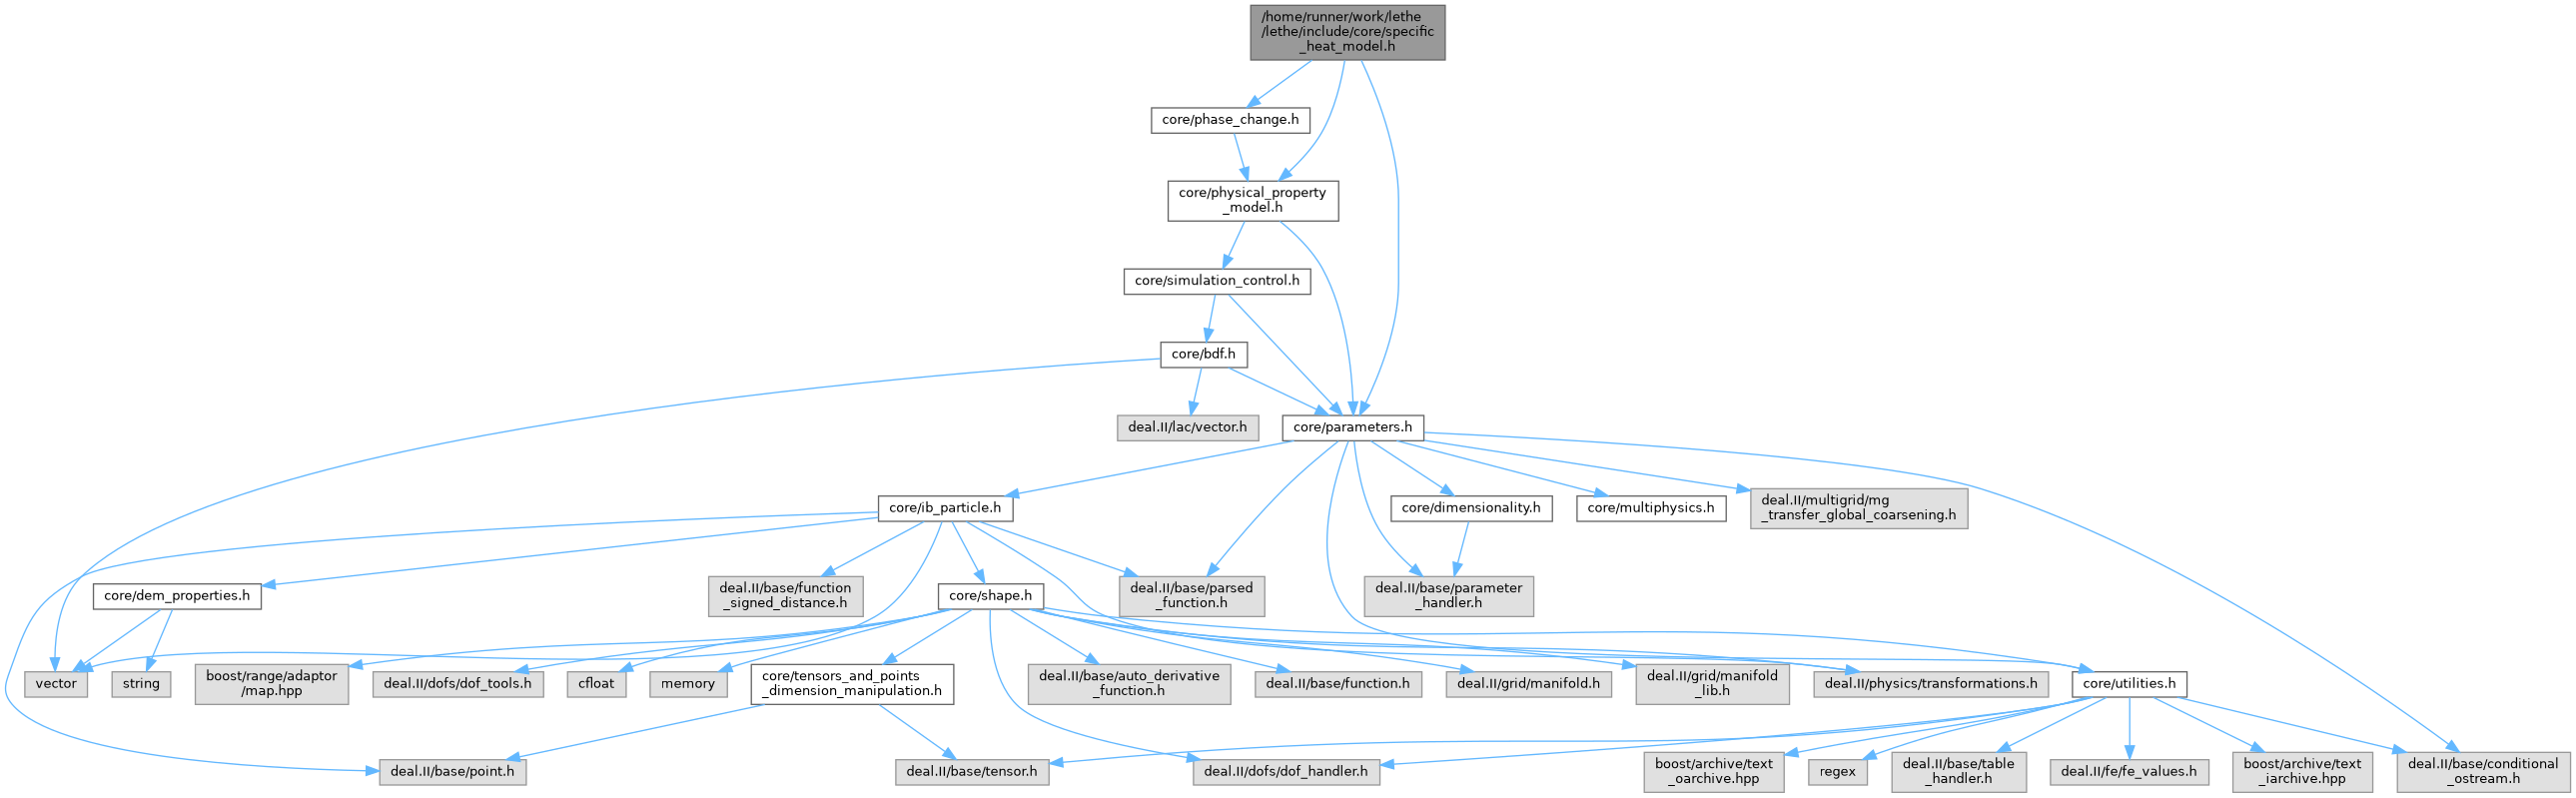 /home/runner/work/lethe
/lethe/include/core/specific
_heat_model.h
core/phase_change.h
core/physical_property
_model.h
core/simulation_control.h
core/bdf.h
deal.II/lac/vector.h
core/parameters.h
core/ib_particle.h
core/dimensionality.h
core/multiphysics.h
deal.II/multigrid/mg
_transfer_global_coarsening.h
core/dem_properties.h
deal.II/base/function
_signed_distance.h
core/shape.h
deal.II/base/parsed
_function.h
deal.II/base/parameter
_handler.h
vector
string
boost/range/adaptor
/map.hpp
deal.II/dofs/dof_tools.h
cfloat
memory
core/tensors_and_points
_dimension_manipulation.h
deal.II/base/auto_derivative
_function.h
deal.II/base/function.h
deal.II/grid/manifold.h
deal.II/grid/manifold
_lib.h
deal.II/physics/transformations.h
core/utilities.h
deal.II/base/point.h
deal.II/base/tensor.h
deal.II/dofs/dof_handler.h
boost/archive/text
_oarchive.hpp
regex
deal.II/base/table
_handler.h
deal.II/fe/fe_values.h
boost/archive/text
_iarchive.hpp
deal.II/base/conditional
_ostream.h